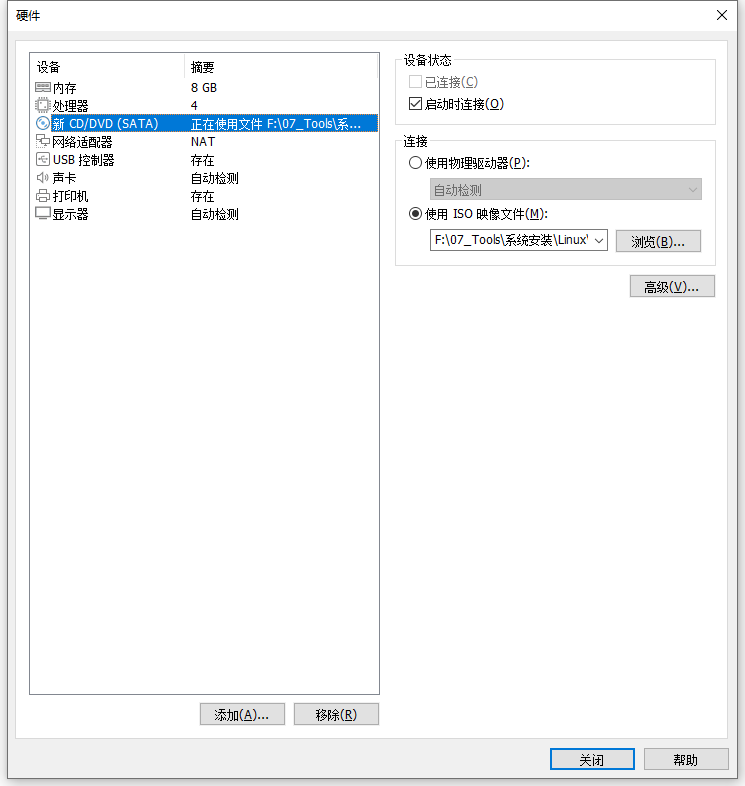 硬件
设备 摘要
内存 8 GB
处理器 4
新 CD/DVD (SATA) 正在使用文件 F:\07_Tools\系...
网络适配器 NAT
USB 控制器 存在
声卡 自动检测
打印机 存在
显示器 自动检测
添加(A)... 移除(R)
设备状态
已连接(C)
启动时连接(O)
连接
使用物理驱动器(P):
自动检测
使用 ISO 映像文件(M):
F:\07_Tools\系统安装\Linux\ 浏览(B)...
高级(V)...
关闭 帮助